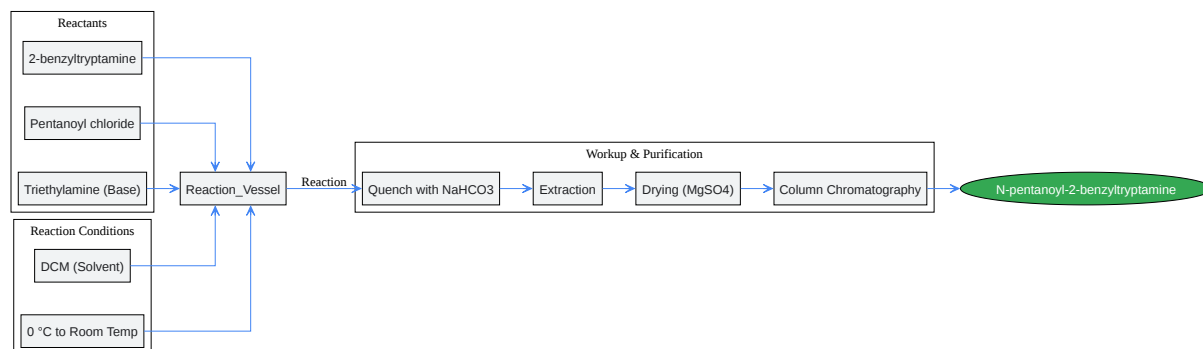 Reactants
2-benzyltryptamine
Pentanoyl chloride
Triethylamine (Base)
Reaction Conditions
DCM (Solvent)
0 °C to Room Temp
Reaction_Vessel
Reaction
Workup & Purification
Quench with NaHCO3
Extraction
Drying (MgSO4)
Column Chromatography
N-pentanoyl-2-benzyltryptamine